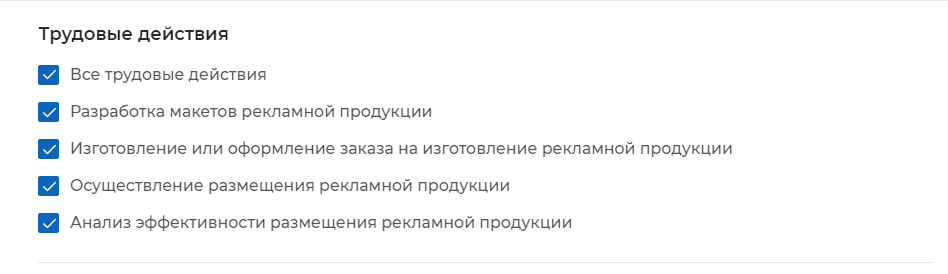 Трудовые действия
Все трудовые действия
Разработка макетов рекламной продукции
Изготовление или оформление заказа на изготовление рекламной продукции
Осуществление размещения рекламной продукции
Анализ эффективности размещения рекламной продукции